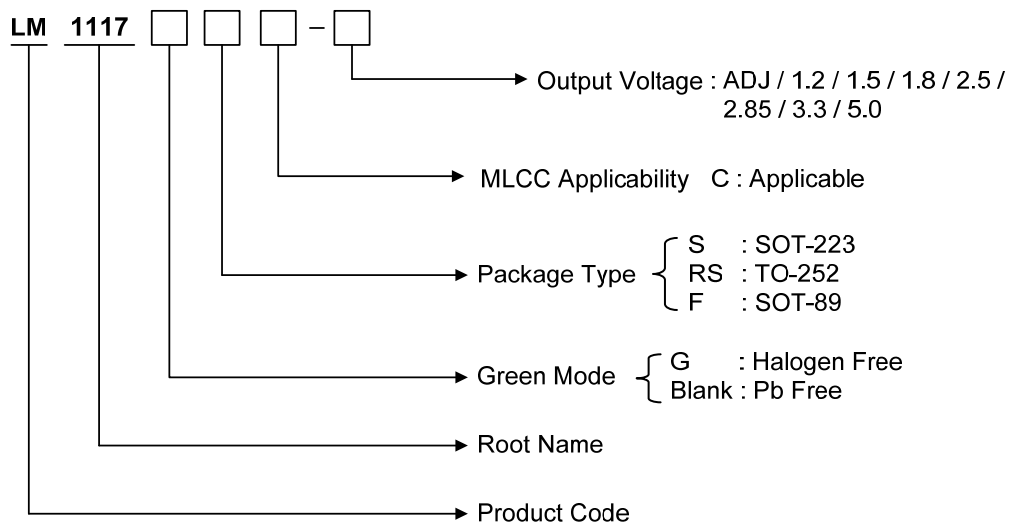 LM 1117 –
Output Voltage : ADJ / 1.2 / 1.5 / 1.8 / 2.5 /
2.85 / 3.3 / 5.0
MLCC Applicability C : Applicable
S : SOT-223
Package Type RS : TO-252
F : SOT-89
G : Halogen Free
Green Mode
Blank : Pb Free
Root Name
Product Code